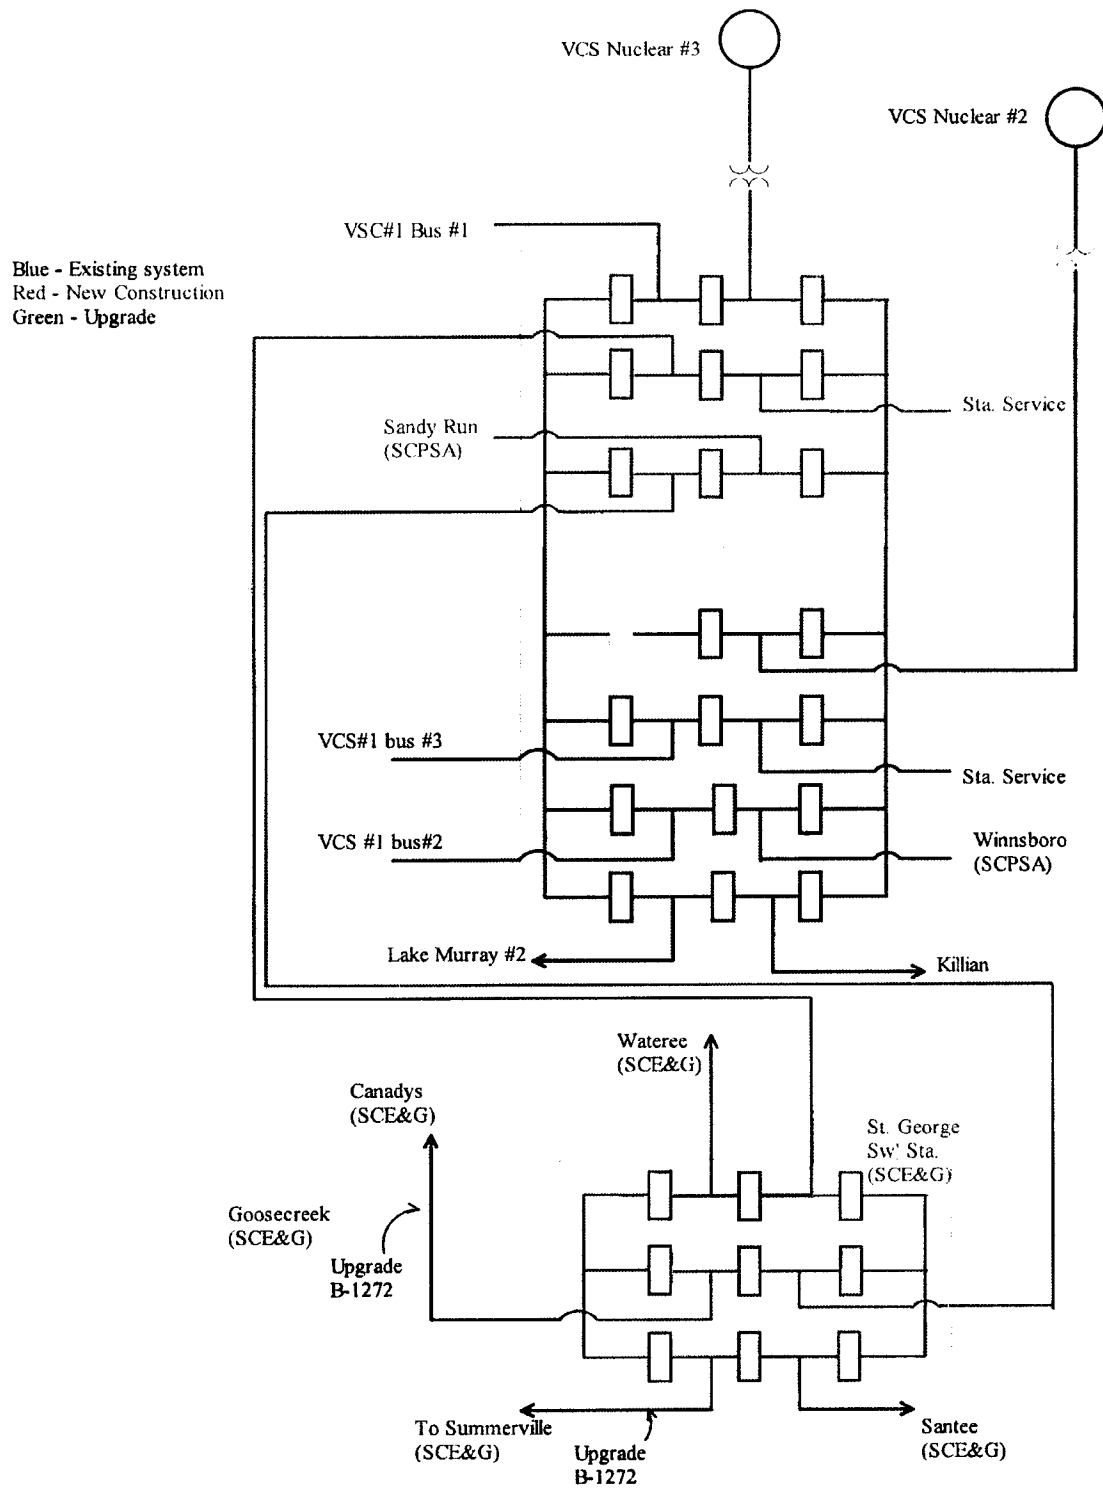 VCS Nuclear #3
VCS Nuclear #2
VSC#1 Bus #1
Blue - Existing system
Red - New Construction
Green - Upgrade
Sta. Service
Sandy Run
(SCPSA)
VCS#1 bus #3
Sta. Service
VCS #1 bus#2
Winnsboro
(SCPSA)
Lake Murray #2
Killian
Wateree
(SCE&G)
Canadys
(SCE&G)
St. George
Sw' Sta.
(SCE&G)
Goosecreek
(SCE&G)
Upgrade
B-1272
To Summerville
(SCE&G)
Upgrade
B-1272
Santee
(SCE&G)